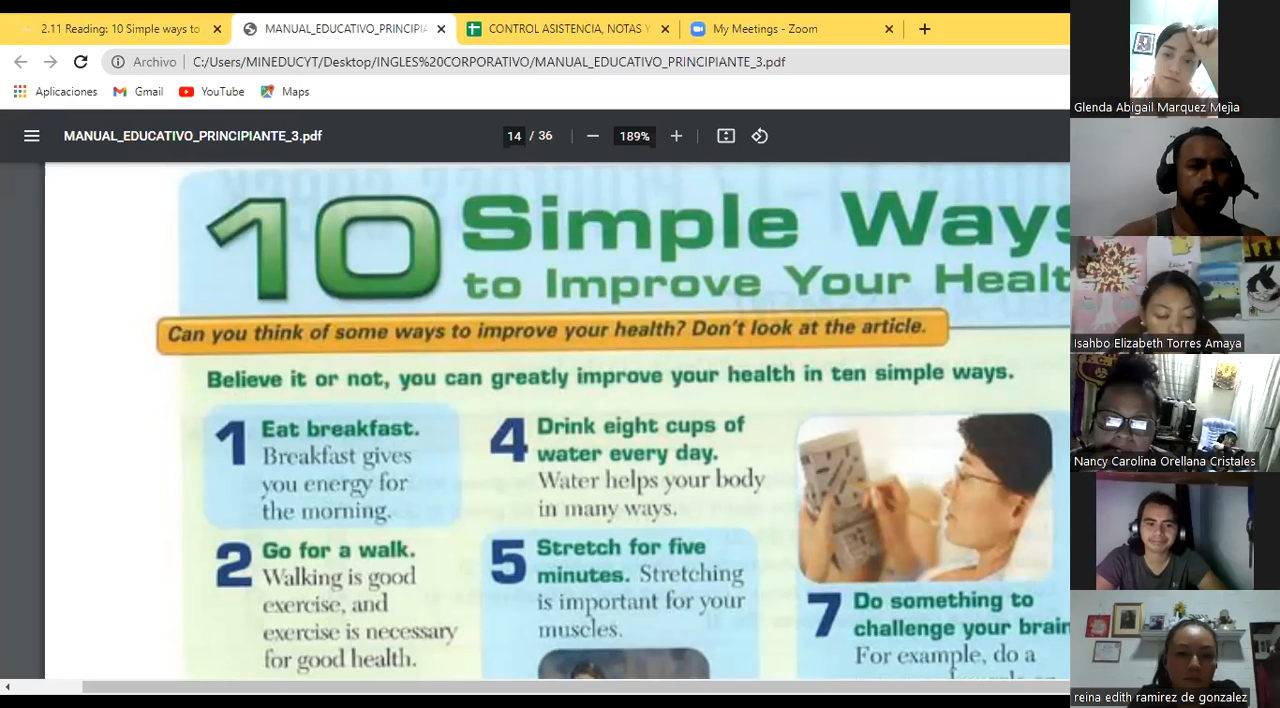 2.11 Reading: 10 Simple ways to
MANUAL_EDUCATIVO_PRINCIPIA
CONTROL ASISTENCIA, NOTAS Y
My Meetings - Zoom
Archivo
C:/Users/MINEDUCYT/Desktop/INGLES%20CORPORATIVO/MANUAL_EDUCATIVO_PRINCIPIANTE_3.pdf
Aplicaciones
Gmail
YouTube
Maps
MANUAL_EDUCATIVO_PRINCIPIANTE_3.pdf
14 / 36
189%
10 Simple Ways
to Improve Your Healt
Can you think of some ways to improve your health? Don't look at the article.
Believe it or not, you can greatly improve your health in ten simple ways.
1 Eat breakfast.
Breakfast gives
you energy for
the morning.
2 Go for a walk.
Walking is good
exercise, and
exercise is necessary
for good health.
4 Drink eight cups of
water every day.
Water helps your body
in many ways.
5 Stretch for five
minutes. Stretching
is important for your
muscles.
7 Do something to
challenge your brain
For example, do a
Glenda Abigail Marquez Mejia
Isahbo Elizabeth Torres Amaya
Nancy Carolina Orellana Cristales
reina edith ramirez de gonzalez